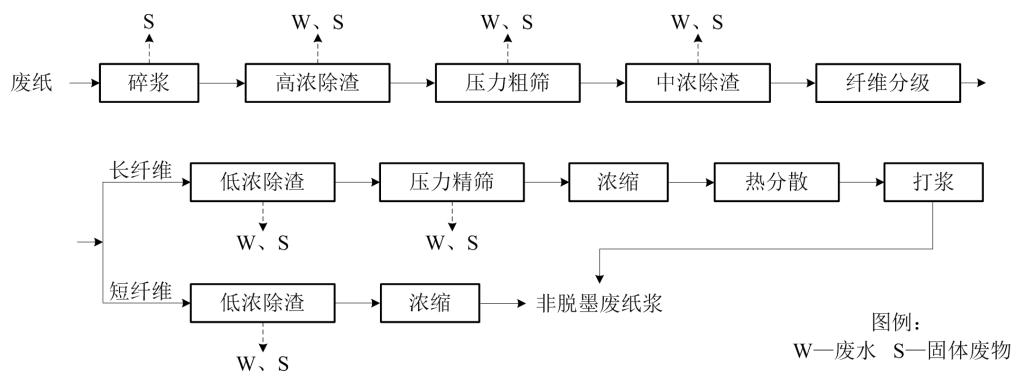 S W、S W、S W、S
废纸 碎浆 高浓除渣 压力粗筛 中浓除渣 纤维分级
长纤维 低浓除渣 压力精筛 浓缩 热分散 打浆
W、S W、S
短纤维 低浓除渣 浓缩 非脱墨废纸浆
W、S
图例：
W—废水 S—固体废物